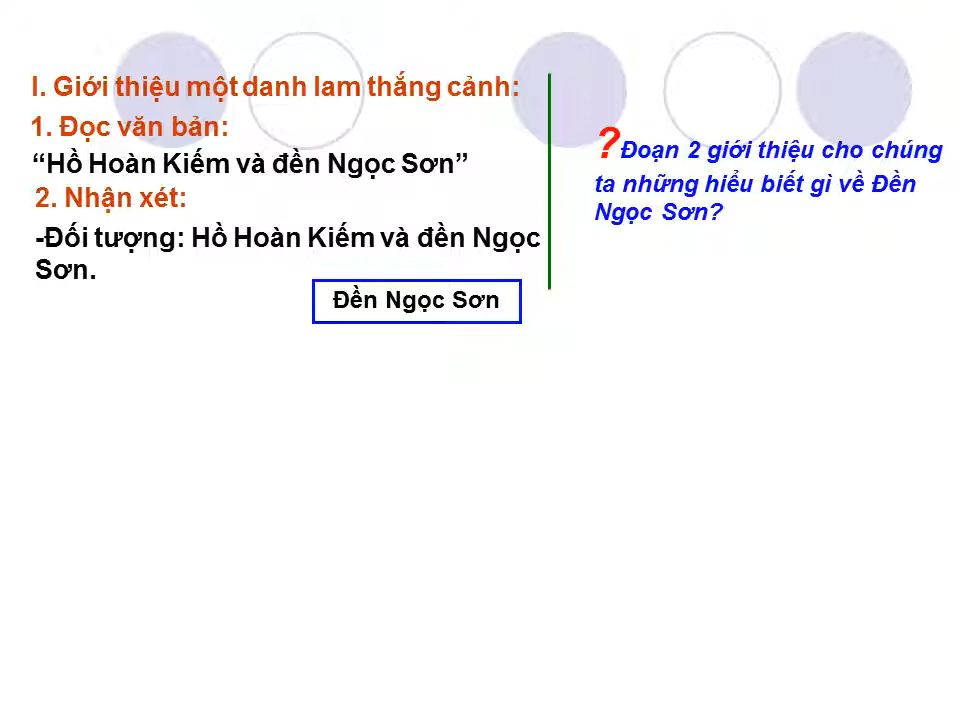 I. Giới thiệu một danh lam thắng cảnh:
1. Đọc văn bản:
“Hồ Hoàn Kiếm và đền Ngọc Sơn”
2. Nhận xét:
-Đối tượng: Hồ Hoàn Kiếm và đền Ngọc
Sơn.
Đền Ngọc Sơn
?Đoạn 2 giới thiệu cho chúng
ta những hiểu biết gì về Đền
Ngọc Sơn?